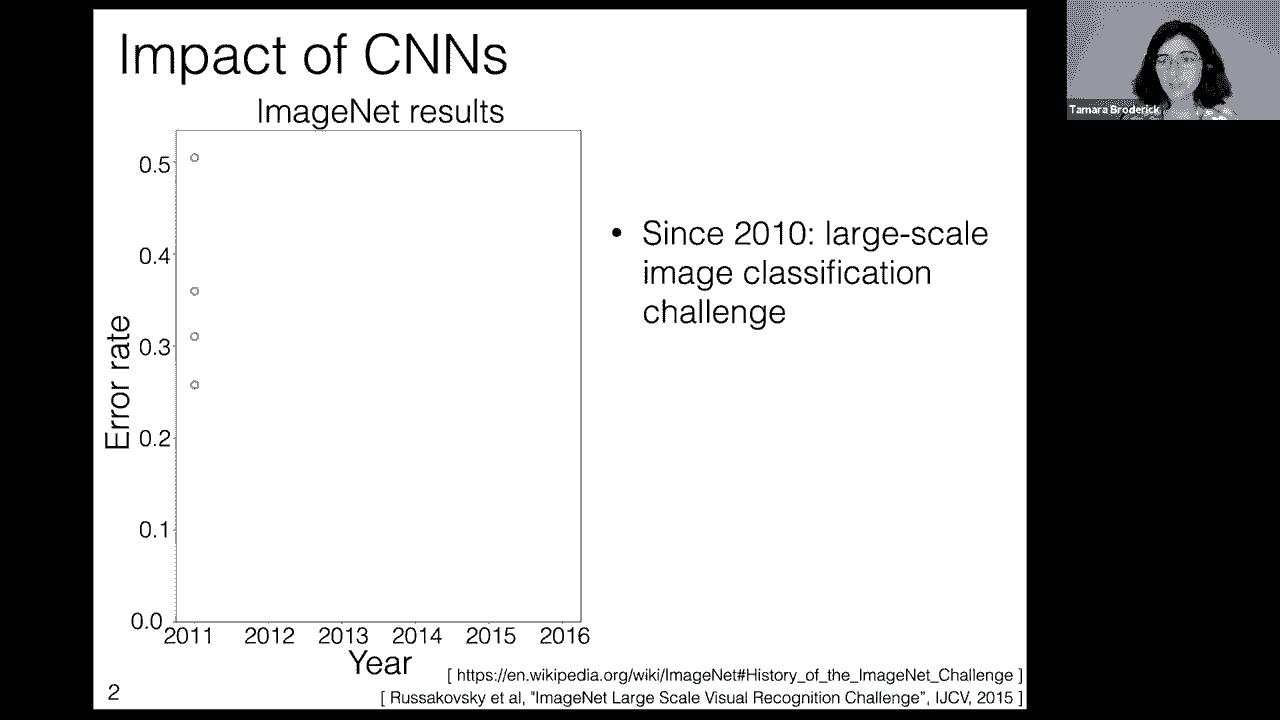 Impact of CNNs
ImageNet results
Tamara Broderick
Error rate
0.5
0.4
0.3
0.2
0.1
0.0
2011 2012 2013 2014 2015 2016
Year
• Since 2010: large-scale
image classification
challenge
[ https://en.wikipedia.org/wiki/ImageNet#History_of_the_ImageNet_Challenge ]
[ Russakovsky et al, "ImageNet Large Scale Visual Recognition Challenge", IJCV, 2015 ]
2